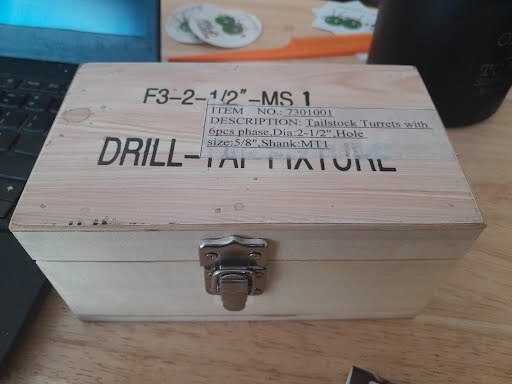 F3-2-1/2"-MS 1
ITEM NO.: 7301001
DESCRIPTION: Tailstock Turrets with
6pcs phase,Dia:2-1/2",Hole
size:5/8",Shank:MT1
DRILL-TAP FIXTURE